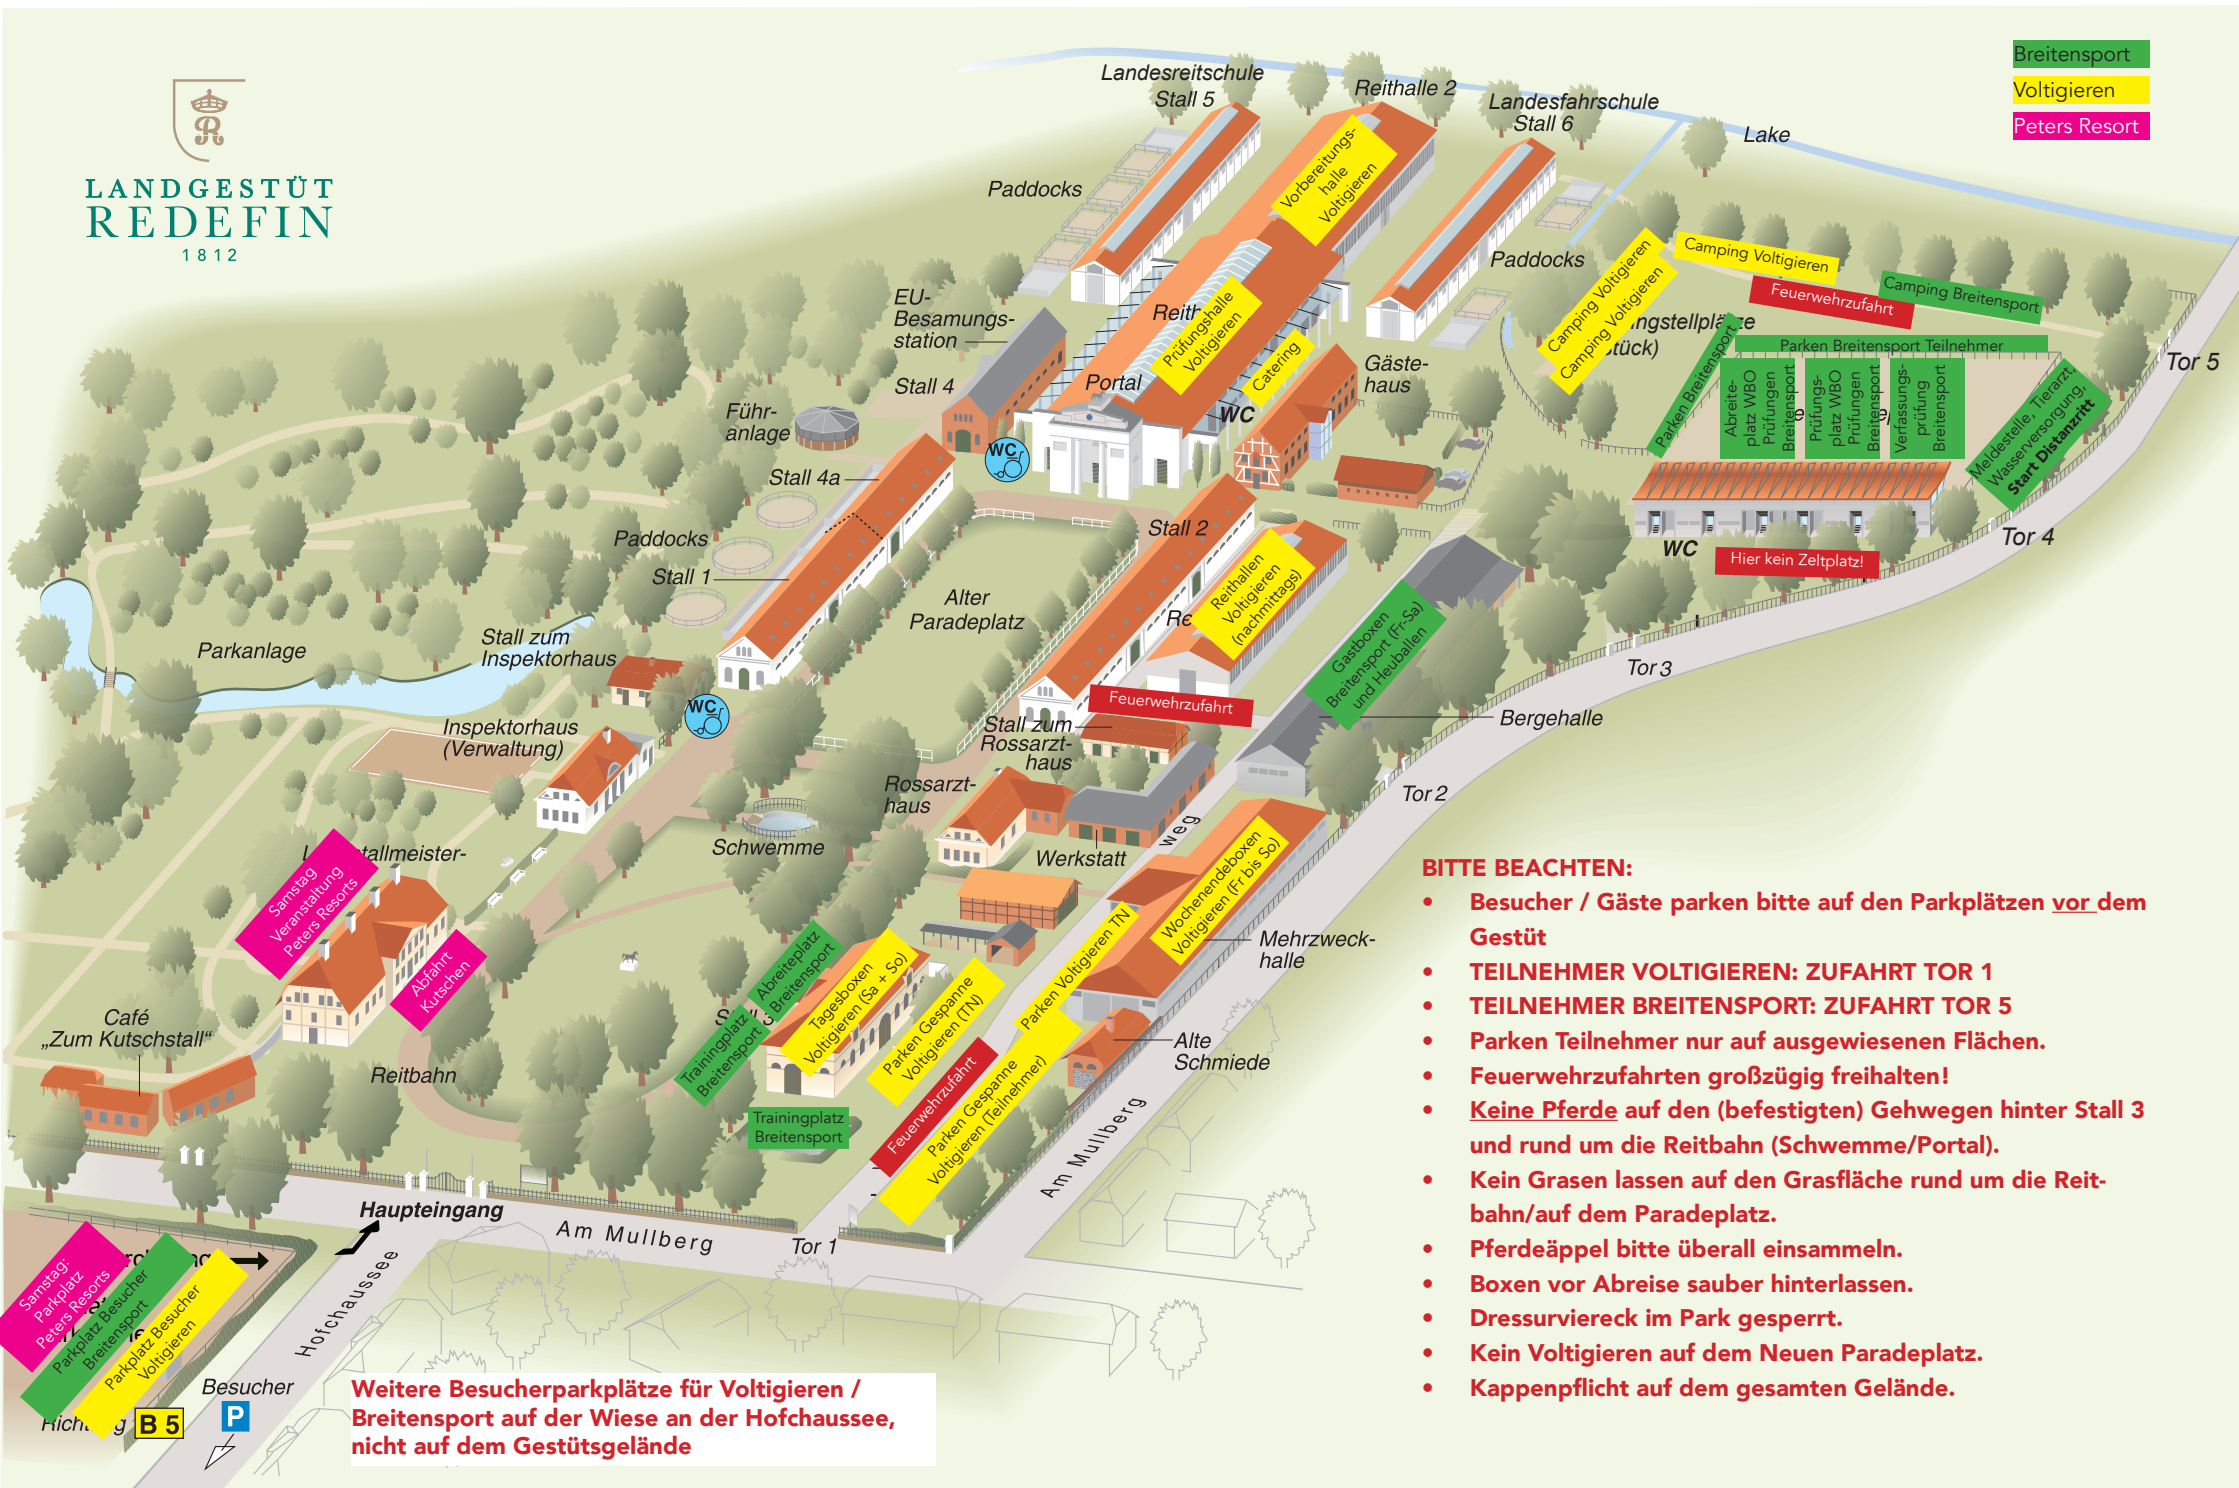 LANDGESTÜT
REDEFIN
1812
Breitensport
Voltigieren
Peters Resort
Landesreitschule
Stall 5
Reithalle 2
Landesfahrschule
Stall 6
Lake
Paddocks
Vorbereitungs-
halle
Voltigieren
Paddocks
EU-
Besamungs-
station
Stall 4
Führ-
anlage
Prüfungshalle
Voltigieren
Catering
Portal
WC
Gäste-
haus
WC
Camping Voltigieren
Camping Voltigieren
Camping Voltigieren
Feuerwehrzufahrt
Camping Breitensport
Parken Breitensport
Parken Breitensport Teilnehmer
Abreite-
platz WBO
Prüfungen
Breitensport
Prüfungs-
platz WBO
Prüfungen
Breitensport
Verfassungs-
prüfung
Breitensport
Meldestelle, Tierarzt,
Wasserversorgung,
Start Distanzritt
Tor 5
Tor 4
WC
Hier kein Zeltplatz!
Tor 3
Stall 4a
Paddocks
Stall 1
Stall 2
Alter
Paradeplatz
Reithallen
Voltigieren
(nachmittags)
Gastboxen
Breitensport (Fr-Sa)
und Heuballen
Bergehalle
Tor 2
Parkanlage
Stall zum
Inspektorhaus
WC
Inspektorhaus
(Verwaltung)
Feuerwehrzufahrt
Stall zum
Rossarzt-
haus
Rossarzt-
haus
Schwemme
Werkstatt
weg
Wochenendeboxen
Voltigieren (Fr bis So)
Mehrzweck-
halle
Samstag
Veranstaltung
Peters Resorts
Abfahrt
Kutschen
Café
„Zum Kutschstall“
Reitbahn
Abreiteplatz
Breitensport
Trainingplatz
Breitensport
Tagesboxen
Voltigieren (Sa + So)
Parken Gespanne
Voltigieren (TN)
Parken Voltigieren TN
Alte
Schmiede
Trainingplatz
Breitensport
Feuerwehrzufahrt
Parken Gespanne
Voltigieren (Teilnehmer)
Am Mullberg
Haupteingang
Am Mullberg
Tor 1
Hofchaussee
Samstag:
Parkplatz
Peters Resorts
Parkplatz Besucher
Breitensport
Parkplatz Besucher
Voltigieren
B 5
Besucher
P
Weitere Besucherparkplätze für Voltigieren /
Breitensport auf der Wiese an der Hofchaussee,
nicht auf dem Gestütsgelände
BITTE BEACHTEN:
• Besucher / Gäste parken bitte auf den Parkplätzen vor dem
Gestüt
• TEILNEHMER VOLTIGIEREN: ZUFAHRT TOR 1
• TEILNEHMER BREITENSPORT: ZUFAHRT TOR 5
• Parken Teilnehmer nur auf ausgewiesenen Flächen.
• Feuerwehrzufahrten großzügig freihalten!
• Keine Pferde auf den (befestigten) Gehwegen hinter Stall 3
und rund um die Reitbahn (Schwemme/Portal).
• Kein Grasen lassen auf den Grasfläche rund um die Reit-
bahn/auf dem Paradeplatz.
• Pferdeäppel bitte überall einsammeln.
• Boxen vor Abreise sauber hinterlassen.
• Dressurviereck im Park gesperrt.
• Kein Voltigieren auf dem Neuen Paradeplatz.
• Kappenpflicht auf dem gesamten Gelände.